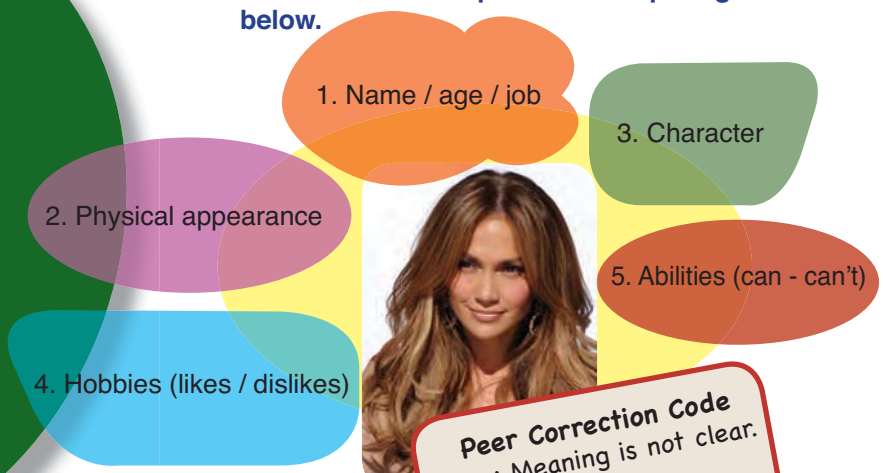 below.
1. Name / age / job
3. Character
2. Physical appearance
5. Abilities (can - can't)
4. Hobbies (likes / dislikes)
Peer Correction Code
: Meaning is not clear.